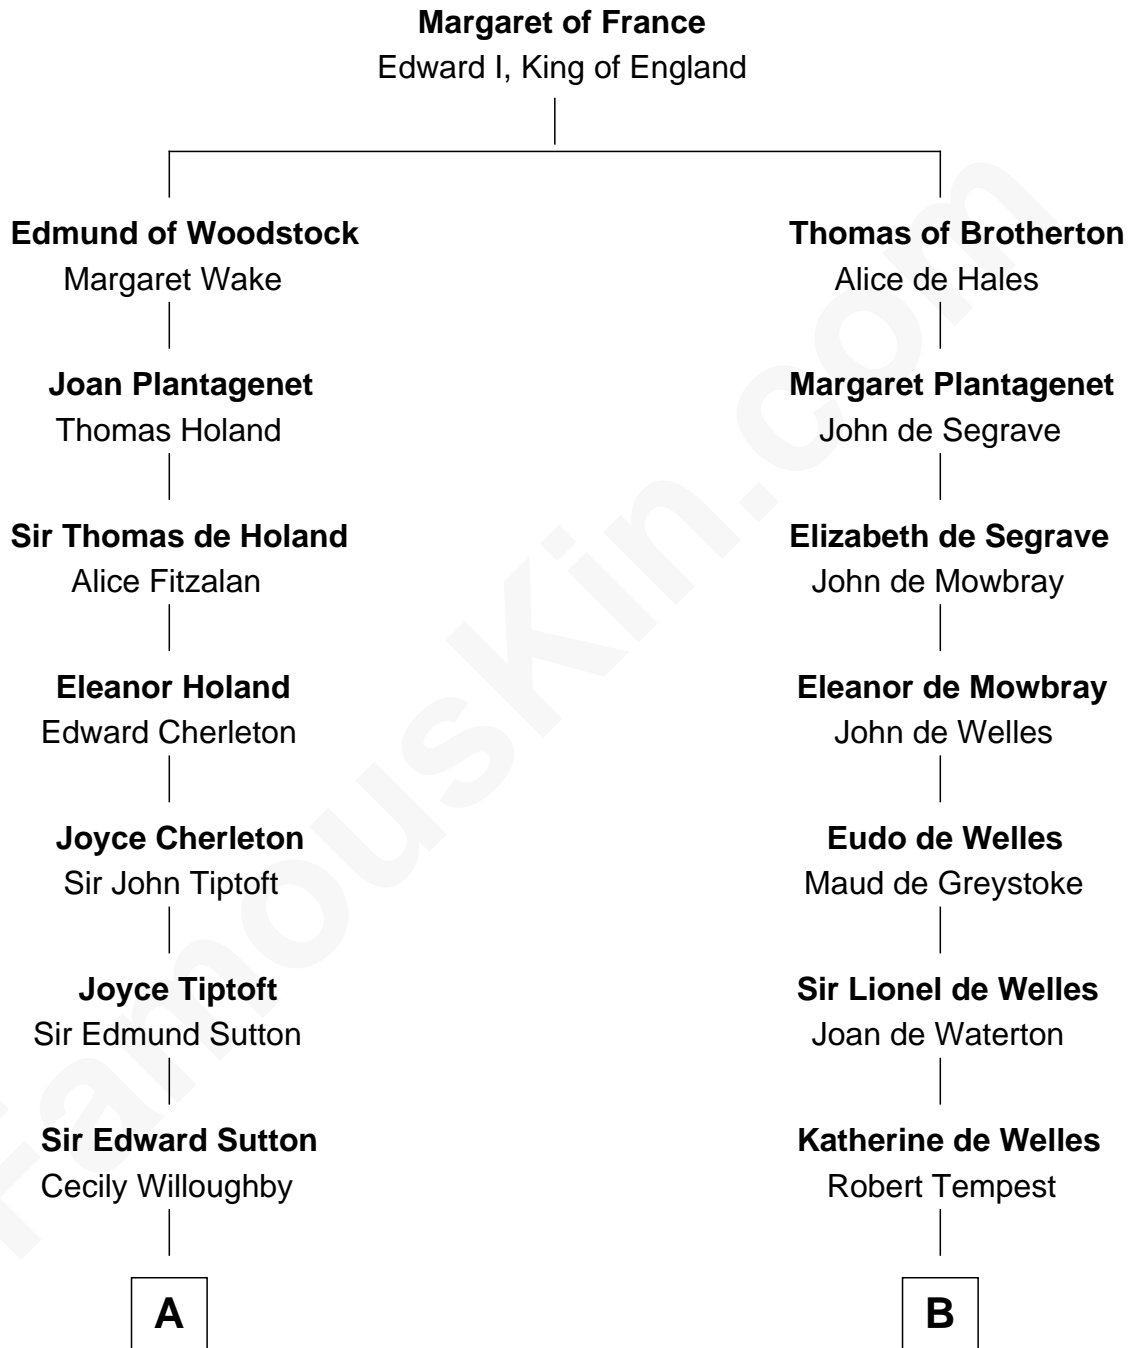 Margaret of France
Edward I, King of England
Edmund of Woodstock
Margaret Wake
Thomas of Brotherton
Alice de Hales
Joan Plantagenet
Thomas Holand
Margaret Plantagenet
John de Segrave
Sir Thomas de Holand
Alice Fitzalan
Elizabeth de Segrave
John de Mowbray
Eleanor Holand
Edward Cherleton
Eleanor de Mowbray
John de Welles
Joyce Cherleton
Sir John Tiptoft
Eudo de Welles
Maud de Greystoke
Joyce Tiptoft
Sir Edmund Sutton
Sir Lionel de Welles
Joan de Waterton
Sir Edward Sutton
Cecily Willoughby
Katherine de Welles
Robert Tempest
A
B
FamousKin.com